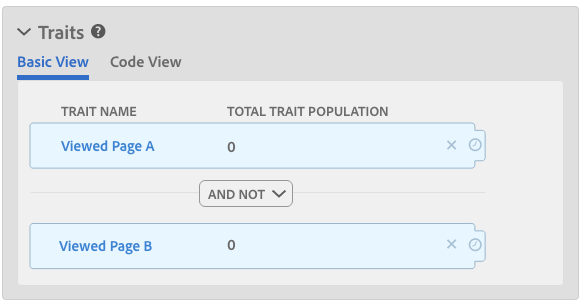 Traits ?
Basic View Code View
TRAIT NAME TOTAL TRAIT POPULATION
Viewed Page A 0
AND NOT
Viewed Page B 0